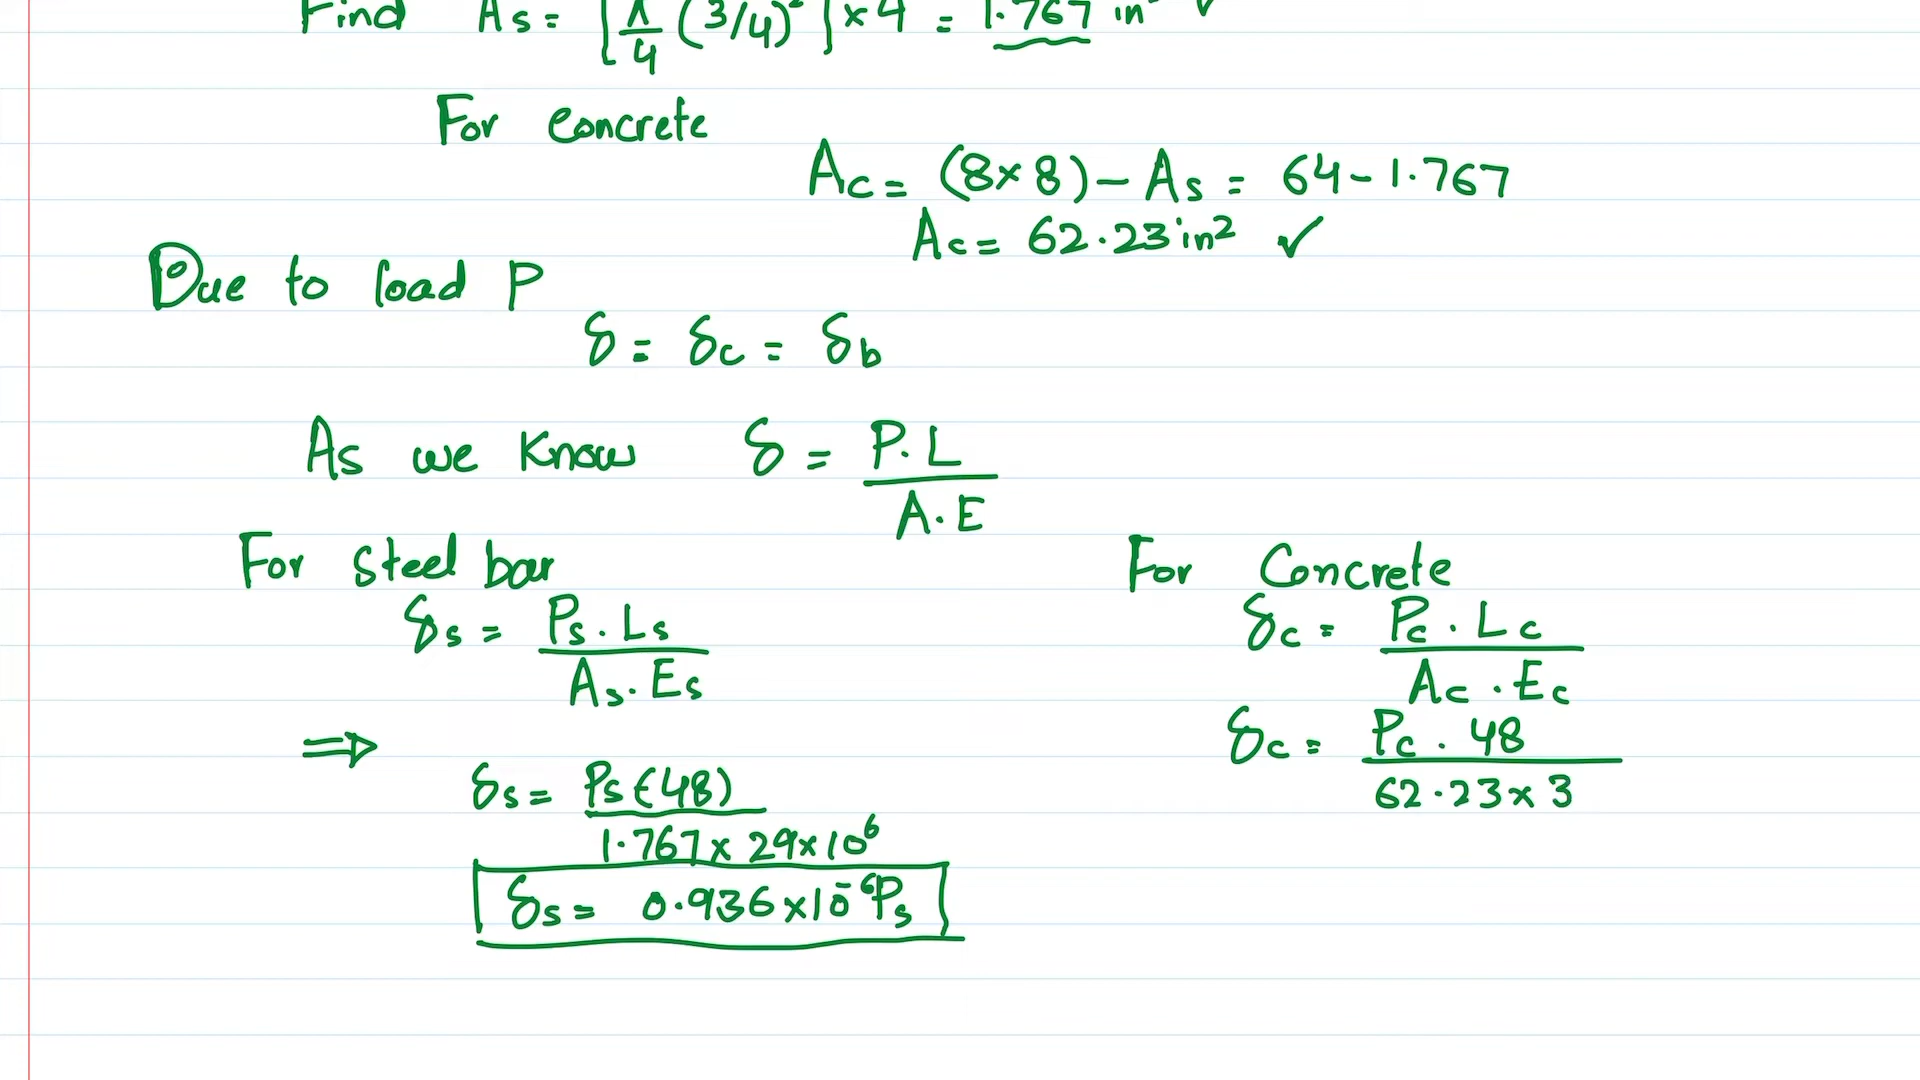 Find As = [π/4 (3/4)²] × 4 = 1.767 in² ✓
For concrete
Ac = (8×8) - As = 64 - 1.767
Ac = 62.23 in² ✓
Due to load P
δ = δc = δb
As we know δ = P.L / A.E
For steel bar
δs = Ps.Ls / As.Es
⇒
δs = Ps(48) / 1.767 × 29×10⁶
δs = 0.936 ×10⁻⁶ Ps
For Concrete
δc = Pc.Lc / Ac.Ec
δc = Pc.48 / 62.23 × 3